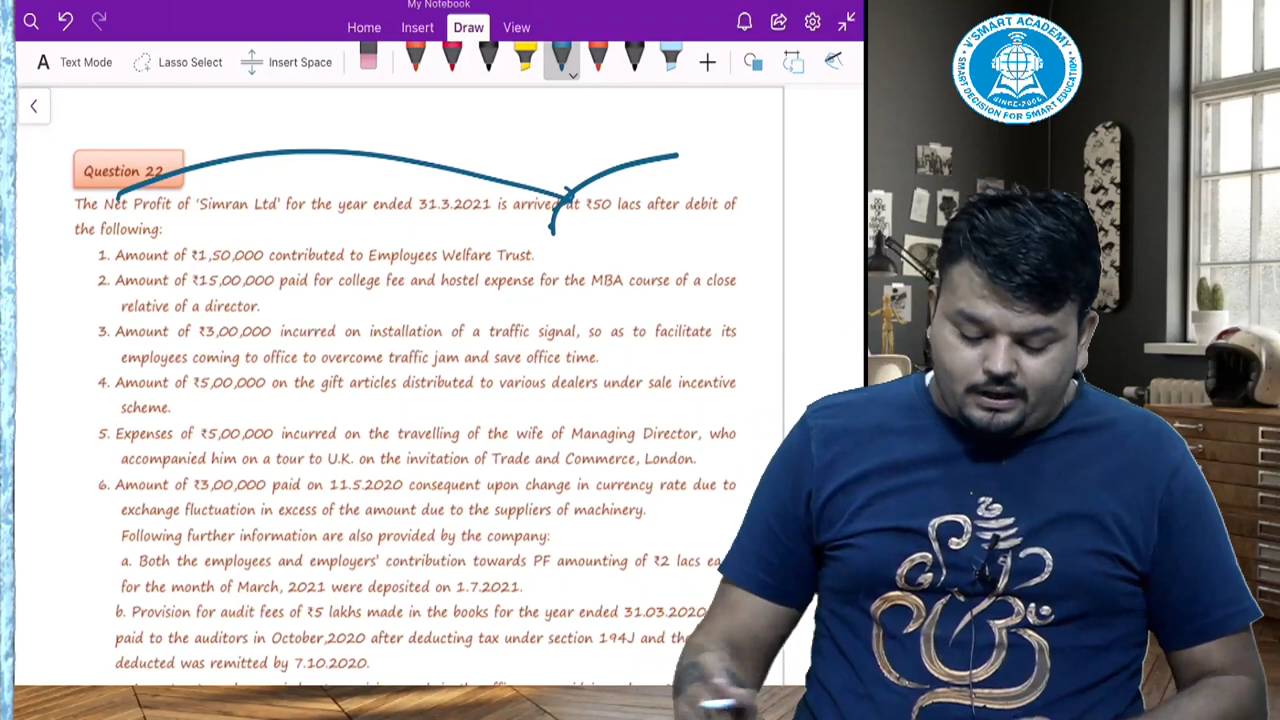 My Notebook
Home Insert Draw View
Text Mode Lasso Select Insert Space
V'SMART ACADEMY
SMART DECISION FOR SMART EDUCATION
SINCE-2001
Question 22
The Net Profit of 'Simran Ltd' for the year ended 31.3.2021 is arrived at ₹50 lacs after debit of
the following:
1. Amount of ₹1,50,000 contributed to Employees Welfare Trust.
2. Amount of ₹15,00,000 paid for college fee and hostel expense for the MBA course of a close
relative of a director.
3. Amount of ₹3,00,000 incurred on installation of a traffic signal, so as to facilitate its
employees coming to office to overcome traffic jam and save office time.
4. Amount of ₹5,00,000 on the gift articles distributed to various dealers under sale incentive
scheme.
5. Expenses of ₹5,00,000 incurred on the travelling of the wife of Managing Director, who
accompanied him on a tour to U.K. on the invitation of Trade and Commerce, London.
6. Amount of ₹3,00,000 paid on 11.5.2020 consequent upon change in currency rate due to
exchange fluctuation in excess of the amount due to the suppliers of machinery.
Following further information are also provided by the company:
a. Both the employees and employers' contribution towards PF amounting of ₹2 lacs
for the month of March, 2021 were deposited on 1.7.2021.
b. Provision for audit fees of ₹5 lakhs made in the books for the year ended 31.03.2020
paid to the auditors in October,2020 after deducting tax under section 194J and
deducted was remitted by 7.10.2020.